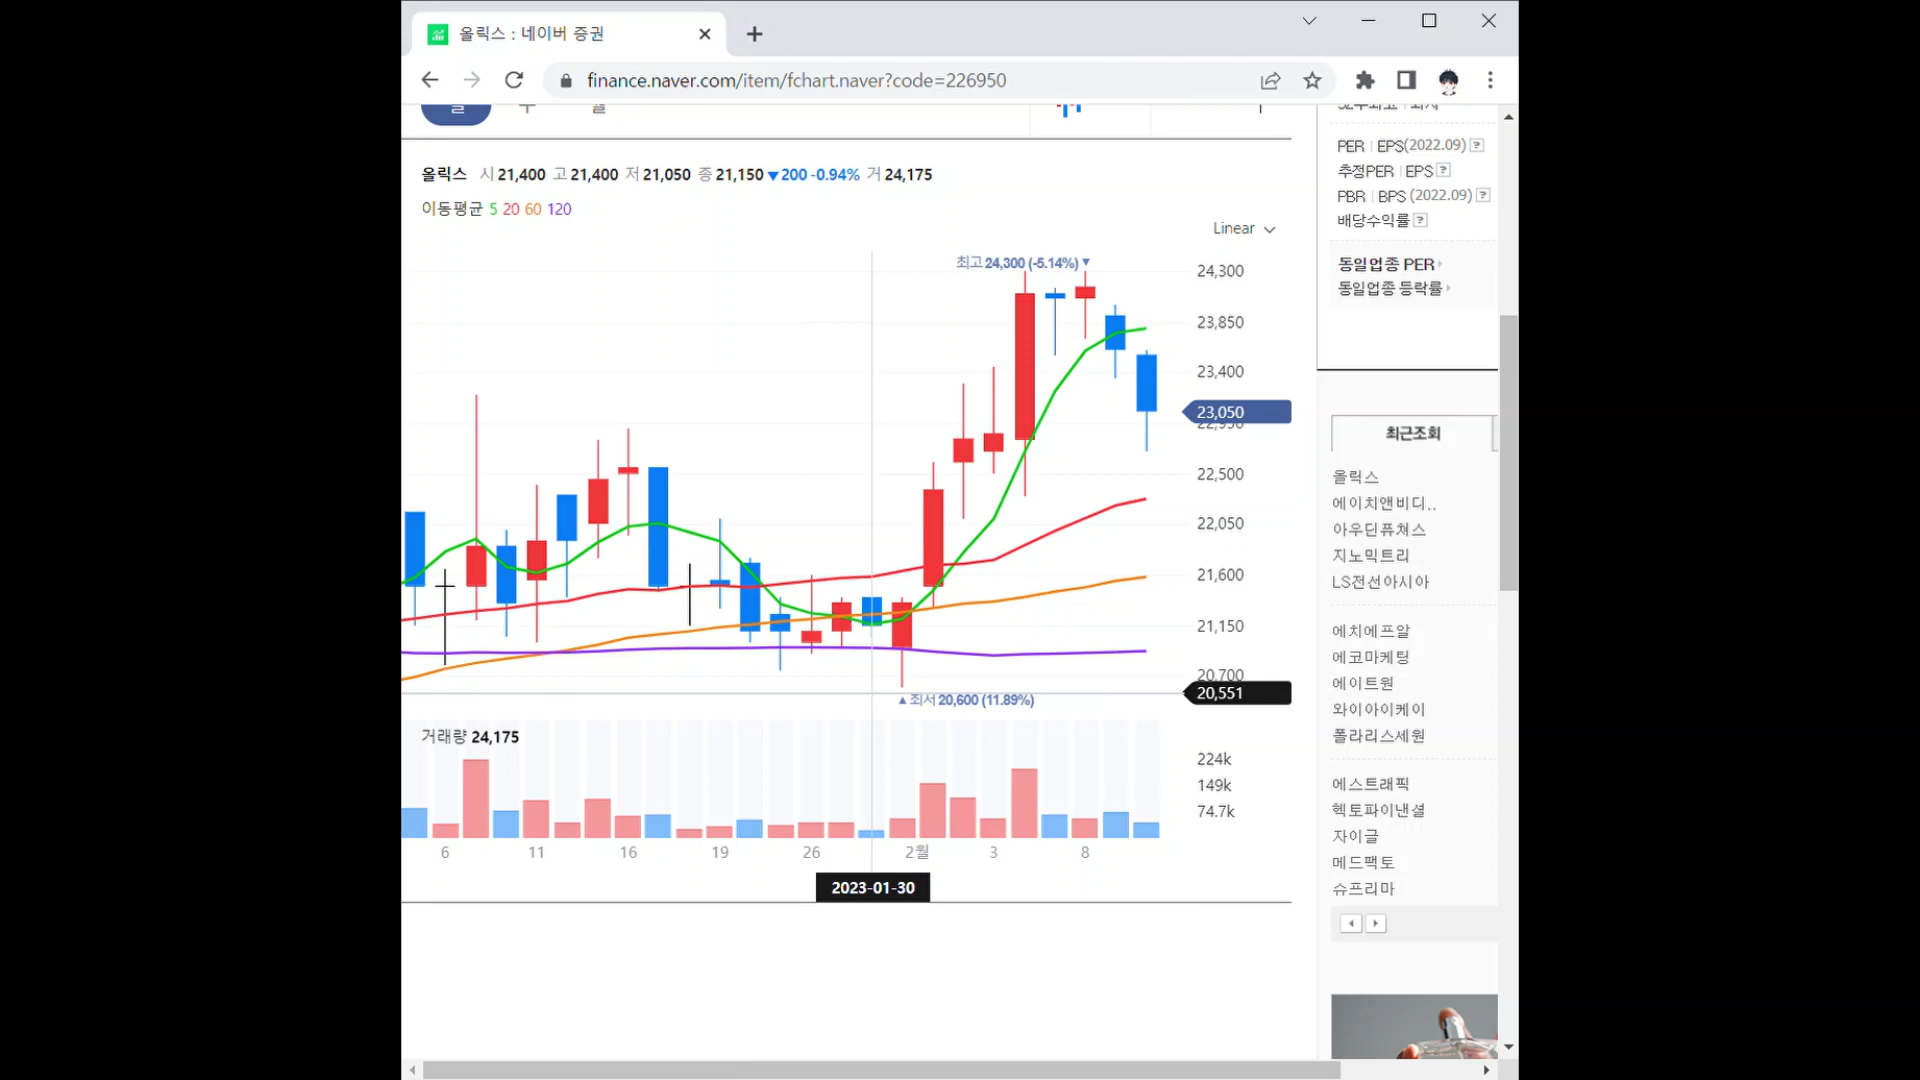 올릭스 : 네이버 증권
finance.naver.com/item/fchart.naver?code=226950
올릭스 시 21,400 고 21,400 저 21,050 종 21,150 ▼200 -0.94% 거 24,175
이동평균 5 20 60 120
Linear
최고 24,300 (-5.14%) ▼
24,300
23,850
23,400
23,050
22,950
22,500
22,050
21,600
21,150
20,700
20,551
▲최저 20,600 (11.89%)
거래량 24,175
224k
149k
74.7k
6 11 16 19 26 2월 3 8
2023-01-30
PER | EPS(2022.09) ?
추정PER | EPS ?
PBR | BPS (2022.09) ?
배당수익률 ?
동일업종 PER
동일업종 등락률
최근조회
올릭스
에이치앤비디..
아우딘퓨쳐스
지노믹트리
LS전선아시아
에치에프알
에코마케팅
에이트원
와이아이케이
폴라리스세원
에스트래픽
헥토파이낸셜
자이글
메드팩토
슈프리마